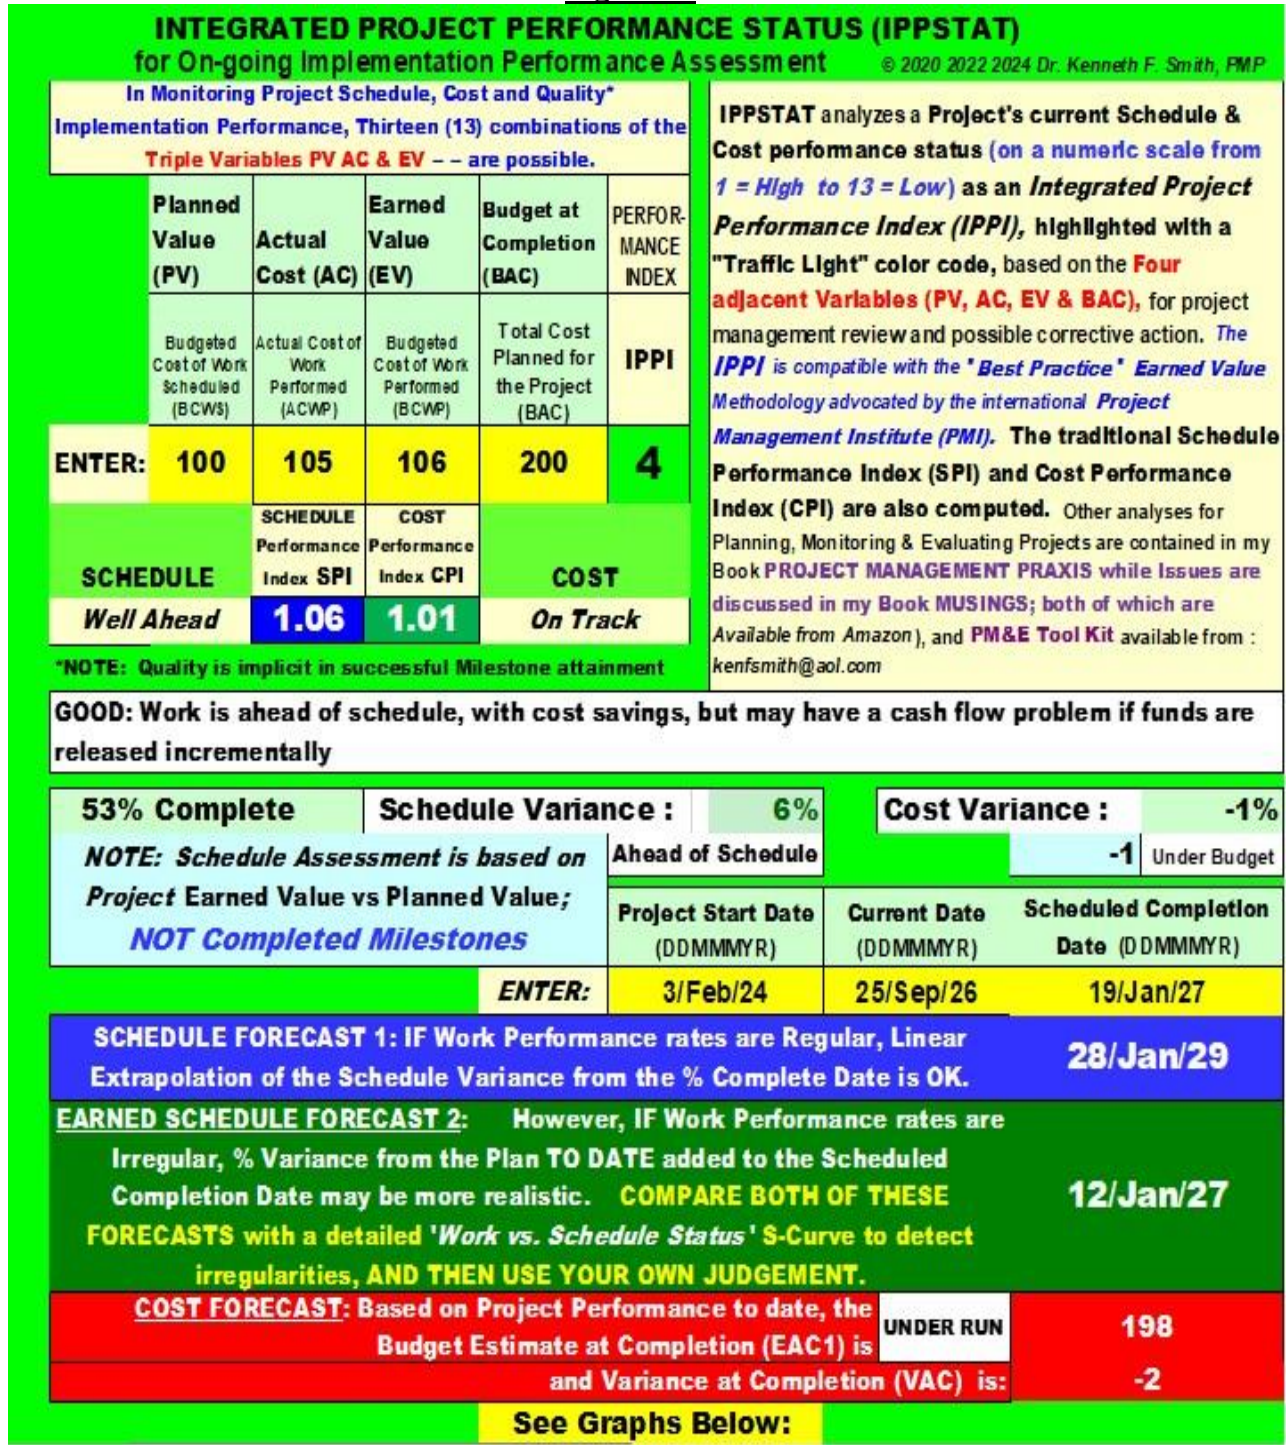 INTEGRATED PROJECT PERFORMANCE STATUS (IPPSTAT)
for On-going Implementation Performance Assessment © 2020 2022 2024 Dr. Kenneth F. Smith, PMP
In Monitoring Project Schedule, Cost and Quality*
Implementation Performance, Thirteen (13) combinations of the
Triple Variables PV AC & EV – – are possible.
Planned
Value
(PV)
Actual
Cost (AC)
Earned
Value
(EV)
Budget at
Completion
(BAC)
PERFOR-
MANCE
INDEX
Budgeted
Cost of Work
Scheduled
(BCWS)
Actual Cost of
Work
Performed
(ACWP)
Budgeted
Cost of Work
Performed
(BCWP)
Total Cost
Planned for
the Project
(BAC)
IPPI
ENTER: 100 105 106 200 4
SCHEDULE
SCHEDULE
Performance
Index SPI
COST
Performance
Index CPI
COST
Well Ahead 1.06 1.01 On Track
*NOTE: Quality is implicit in successful Milestone attainment
IPPSTAT analyzes a Project's current Schedule &
Cost performance status (on a numeric scale from
1 = High to 13 = Low) as an Integrated Project
Performance Index (IPPI), highlighted with a
"Traffic Light" color code, based on the Four
adjacent Variables (PV, AC, EV & BAC), for project
management review and possible corrective action. The
IPPI is compatible with the "Best Practice" Earned Value
Methodology advocated by the international Project
Management Institute (PMI). The traditional Schedule
Performance Index (SPI) and Cost Performance
Index (CPI) are also computed. Other analyses for
Planning, Monitoring & Evaluating Projects are contained in my
Book PROJECT MANAGEMENT PRAXIS while Issues are
discussed in my Book MUSINGS; both of which are
Available from Amazon), and PM&E Tool Kit available from :
kenfsmith@aol.com
GOOD: Work is ahead of schedule, with cost savings, but may have a cash flow problem if funds are
released incrementally
53% Complete Schedule Variance : 6% Cost Variance : -1%
NOTE: Schedule Assessment is based on
Project Earned Value vs Planned Value;
NOT Completed Milestones
Ahead of Schedule
-1 Under Budget
Project Start Date
(DDMMMYR)
Current Date
(DDMMMYR)
Scheduled Completion
Date (DDMMMYR)
ENTER: 3/Feb/24 25/Sep/26 19/Jan/27
SCHEDULE FORECAST 1: IF Work Performance rates are Regular, Linear
Extrapolation of the Schedule Variance from the % Complete Date is OK.
28/Jan/29
EARNED SCHEDULE FORECAST 2: However, IF Work Performance rates are
Irregular, % Variance from the Plan TO DATE added to the Scheduled
Completion Date may be more realistic. COMPARE BOTH OF THESE
FORECASTS with a detailed 'Work vs. Schedule Status' S-Curve to detect
irregularities, AND THEN USE YOUR OWN JUDGEMENT.
12/Jan/27
COST FORECAST: Based on Project Performance to date, the
Budget Estimate at Completion (EAC1) is
UNDER RUN
198
and Variance at Completion (VAC) is: -2
See Graphs Below: